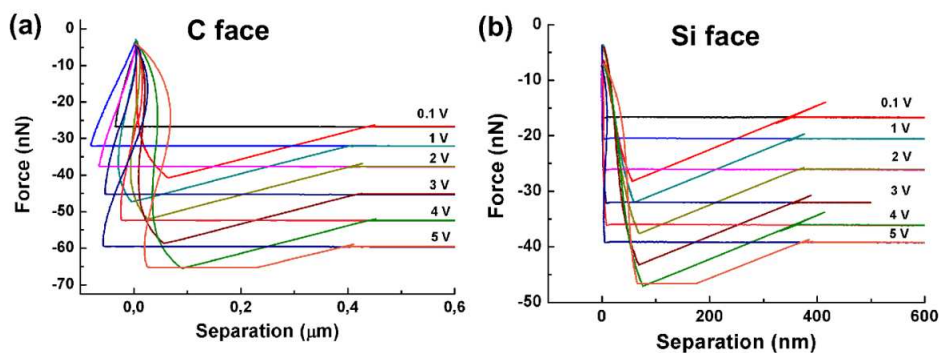 (a)
C face
0
-10
-20
-30
-40
-50
-60
-70
Force (nN)
0.1 V
1 V
2 V
3 V
4 V
5 V
0,0
0,2
0,4
0,6
Separation (μm)
(b)
Si face
0
-10
-20
-30
-40
-50
Force (nN)
0.1 V
1 V
2 V
3 V
4 V
5 V
0
200
400
600
Separation (nm)